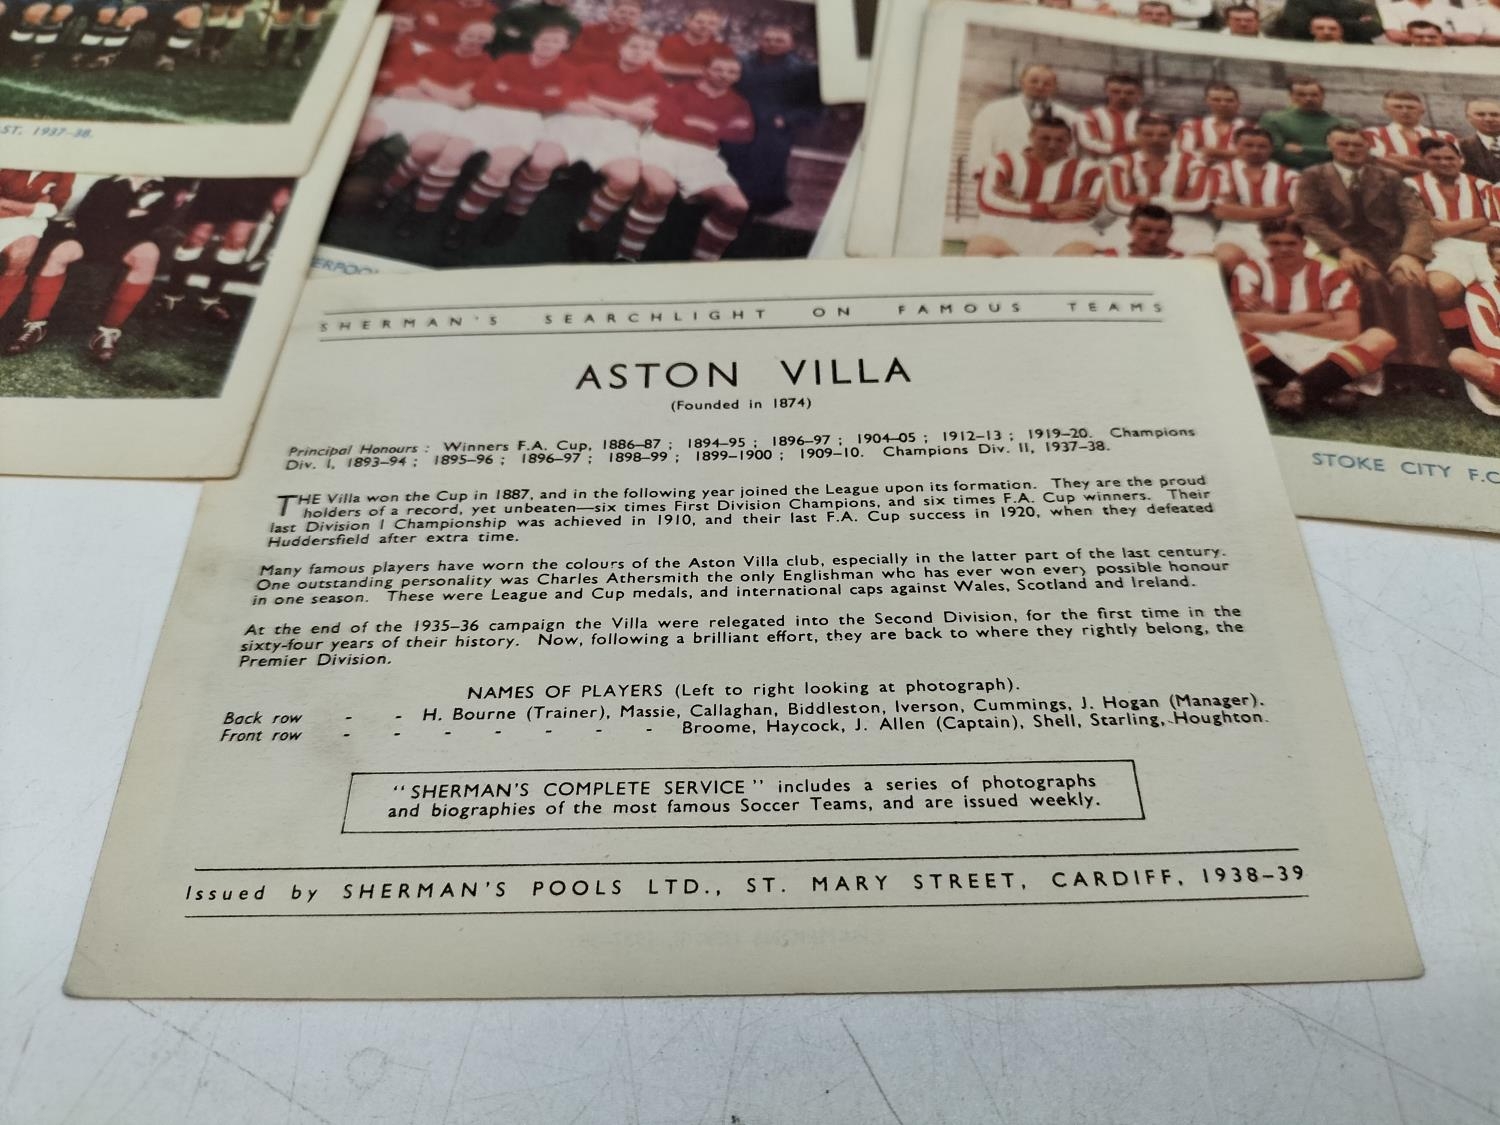 ST. 1937-38.
ERPOOL
STOKE CITY F.C
SHERMAN'S SEARCHLIGHT ON FAMOUS TEAMS
ASTON VILLA
(Founded in 1874)
Principal Honours : Winners F.A. Cup, 1886–87 ; 1894–95 ; 1896–97 ; 1904–05 ; 1912–13 ; 1919–20. Champions
Div. I, 1893–94 ; 1895–96 ; 1896–97 ; 1898–99 ; 1899–1900 ; 1909–10. Champions Div. II, 1937–38.
THE Villa won the Cup in 1887, and in the following year joined the League upon its formation. They are the proud
holders of a record, yet unbeaten—six times First Division Champions, and six times F.A. Cup winners. Their
last Division I Championship was achieved in 1910, and their last F.A. Cup success in 1920, when they defeated
Huddersfield after extra time.
Many famous players have worn the colours of the Aston Villa club, especially in the latter part of the last century.
One outstanding personality was Charles Athersmith the only Englishman who has ever won every possible honour
in one season. These were League and Cup medals, and international caps against Wales, Scotland and Ireland.
At the end of the 1935–36 campaign the Villa were relegated into the Second Division, for the first time in the
sixty-four years of their history. Now, following a brilliant effort, they are back to where they rightly belong, the
Premier Division.
NAMES OF PLAYERS (Left to right looking at photograph).
Back row - - H. Bourne (Trainer), Massie, Callaghan, Biddleston, Iverson, Cummings, J. Hogan (Manager).
Front row - - - - - - - Broome, Haycock, J. Allen (Captain), Shell, Starling, Houghton.
"SHERMAN'S COMPLETE SERVICE" includes a series of photographs
and biographies of the most famous Soccer Teams, and are issued weekly.
Issued by SHERMAN'S POOLS LTD., ST. MARY STREET, CARDIFF, 1938–39